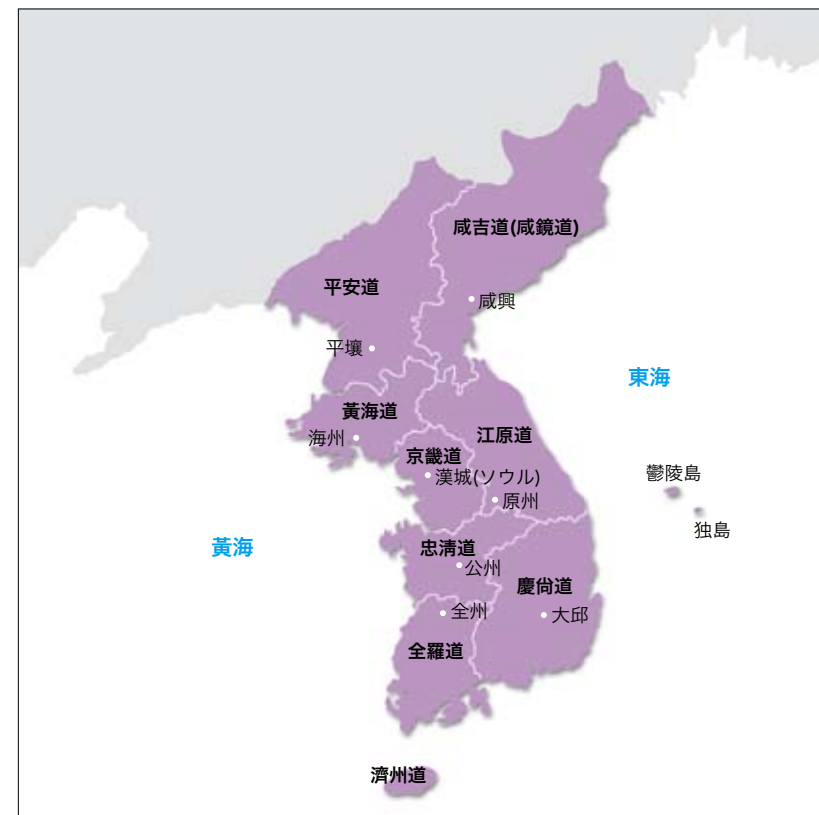 咸吉道(咸鏡道)
平安道
咸興
平壤
東海
黃海道
海州
江原道
京畿道
漢城(ソウル)
原州
鬱陵島
独島
黃海
忠淸道
公州
慶尙道
全州
大邱
全羅道
濟州道